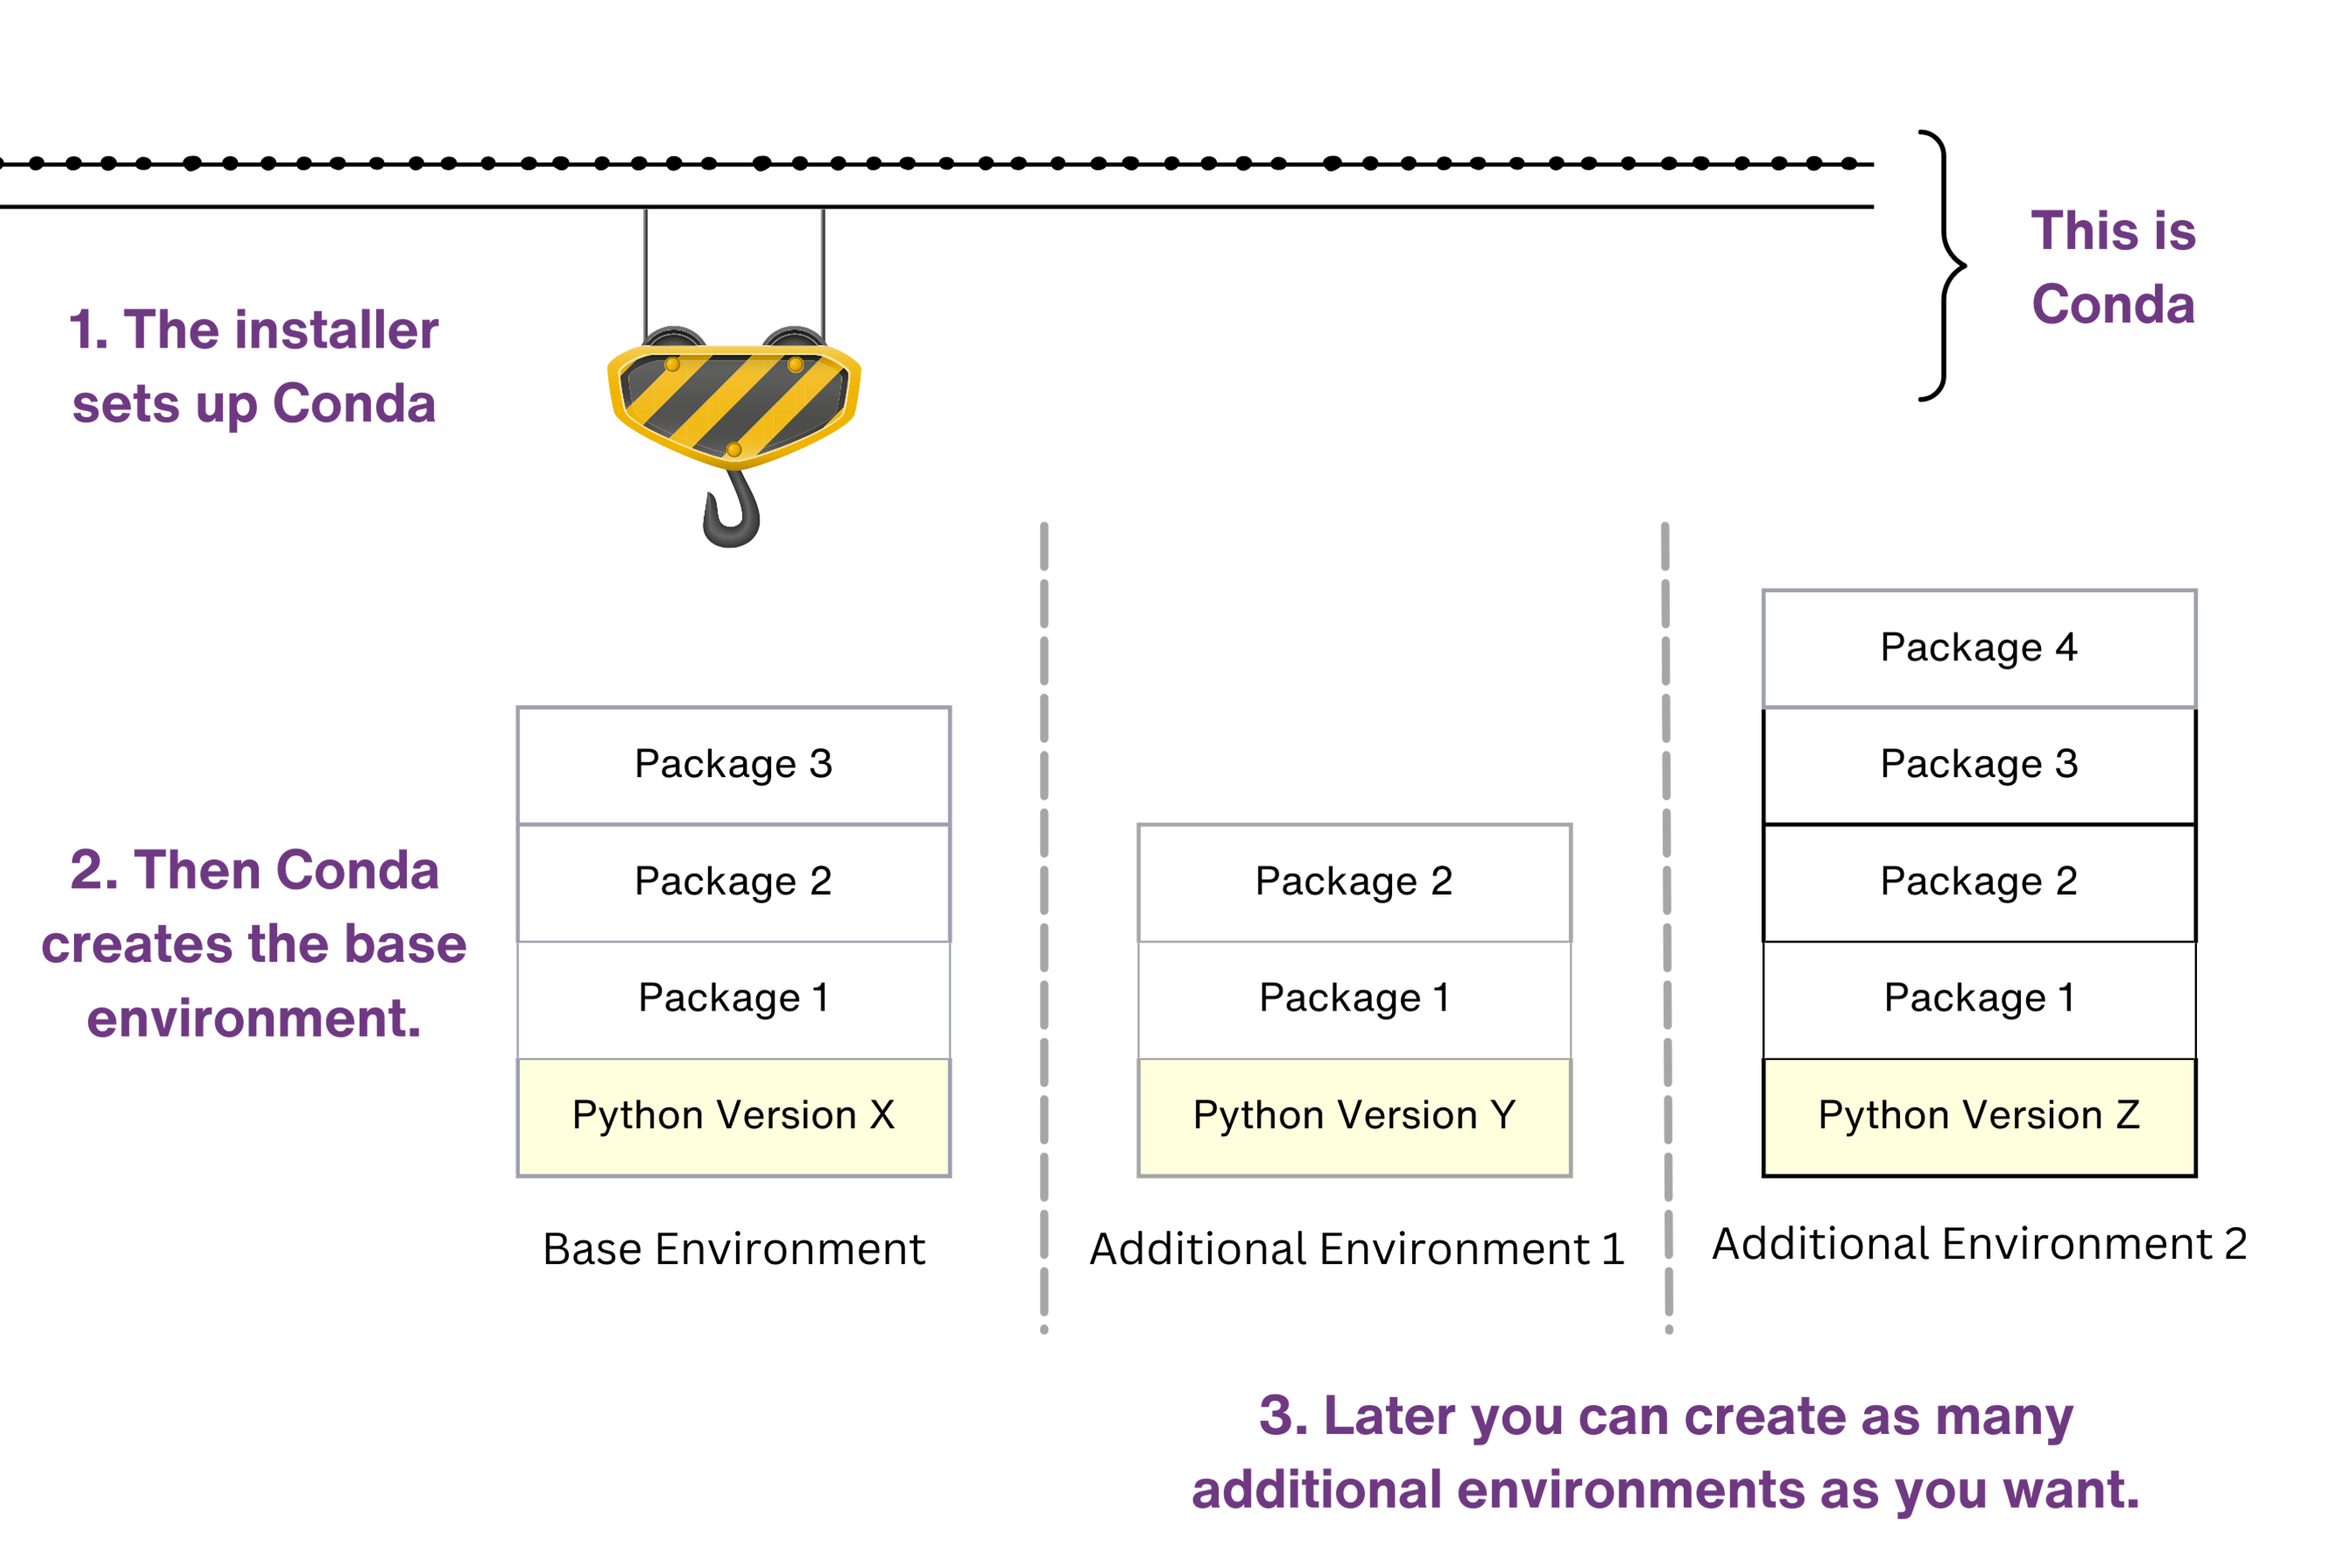 This is
Conda
1. The installer
sets up Conda
Package 4
Package 3
Package 3
Package 2
Package 2
Package 2
2. Then Conda
creates the base
environment.
Package 1
Package 1
Package 1
Python Version X
Python Version Y
Python Version Z
Base Environment
Additional Environment 1
Additional Environment 2
3. Later you can create as many
additional environments as you want.